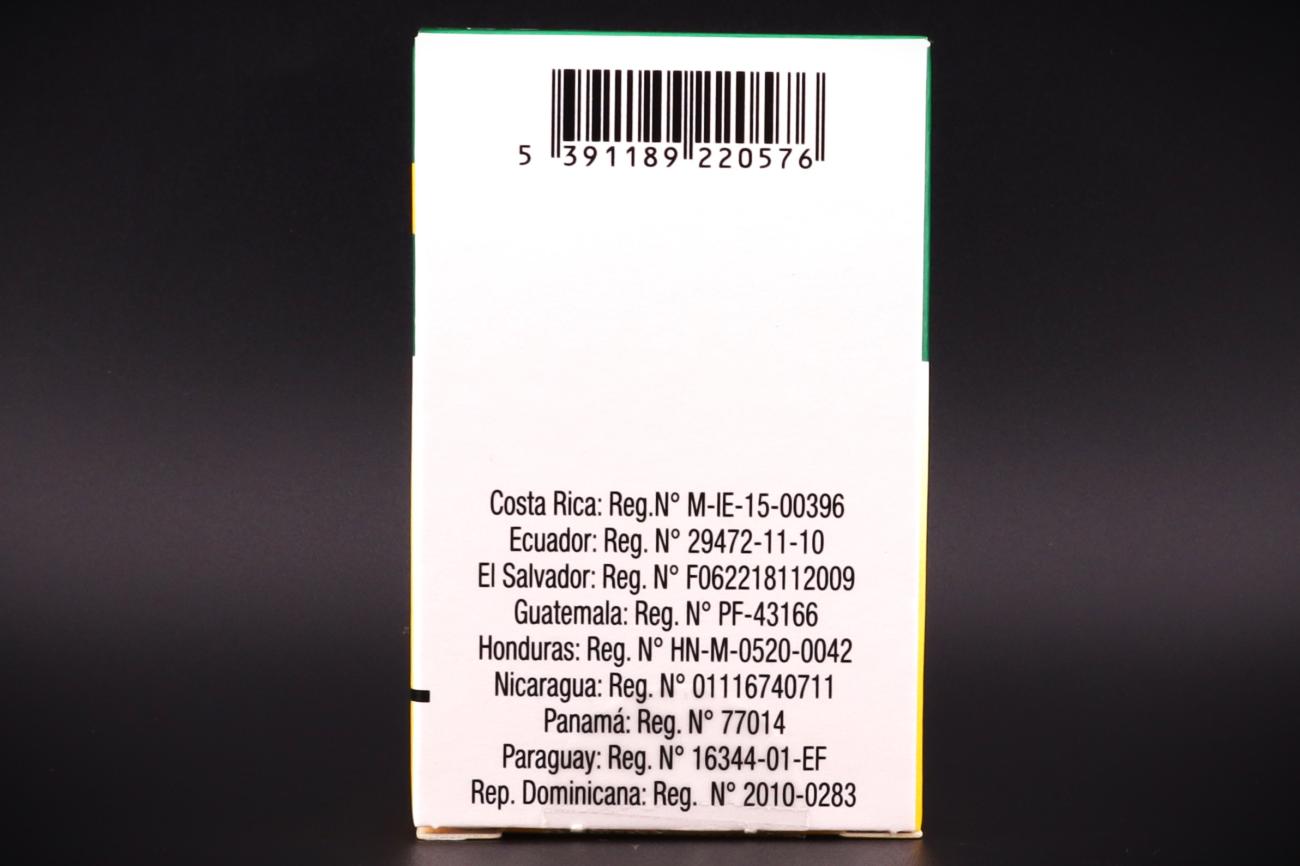 5 391189 220576
Costa Rica: Reg.N° M-IE-15-00396
Ecuador: Reg. N° 29472-11-10
El Salvador: Reg. N° F062218112009
Guatemala: Reg. N° PF-43166
Honduras: Reg. N° HN-M-0520-0042
Nicaragua: Reg. N° 01116740711
Panamá: Reg. N° 77014
Paraguay: Reg. N° 16344-01-EF
Rep. Dominicana: Reg. N° 2010-0283